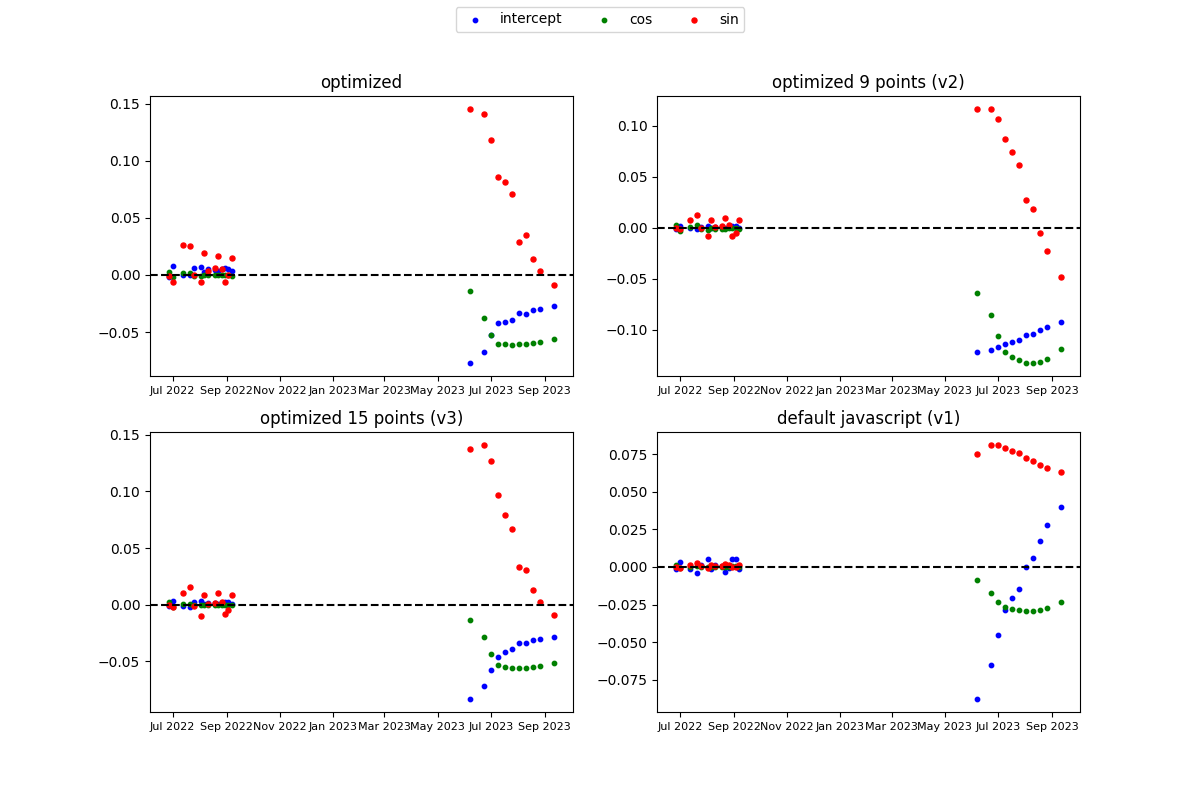 intercept cos sin
optimized
0.15
0.10
0.05
0.00
−0.05
Jul 2022 Sep 2022 Nov 2022 Jan 2023 Mar 2023 May 2023 Jul 2023 Sep 2023
optimized 9 points (v2)
0.10
0.05
0.00
−0.05
−0.10
Jul 2022 Sep 2022 Nov 2022 Jan 2023 Mar 2023 May 2023 Jul 2023 Sep 2023
optimized 15 points (v3)
0.15
0.10
0.05
0.00
−0.05
Jul 2022 Sep 2022 Nov 2022 Jan 2023 Mar 2023 May 2023 Jul 2023 Sep 2023
default javascript (v1)
0.075
0.050
0.025
0.000
−0.025
−0.050
−0.075
Jul 2022 Sep 2022 Nov 2022 Jan 2023 Mar 2023 May 2023 Jul 2023 Sep 2023